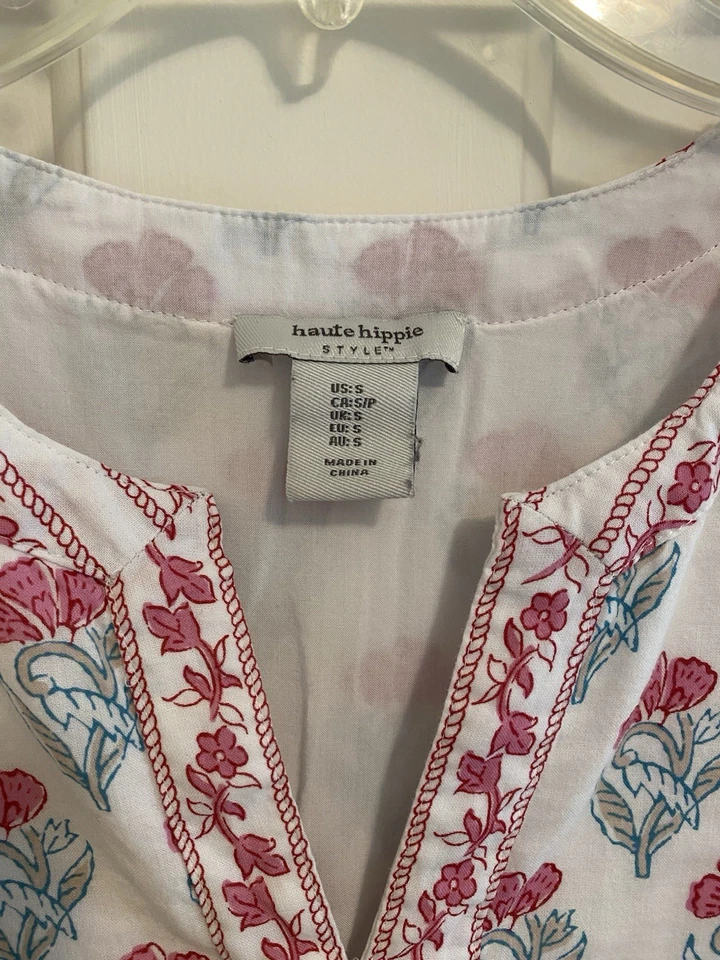 haute hippie
STYLE™
US: S
CA: S/P
UK: S
EU: S
AU: S
MADE IN
CHINA